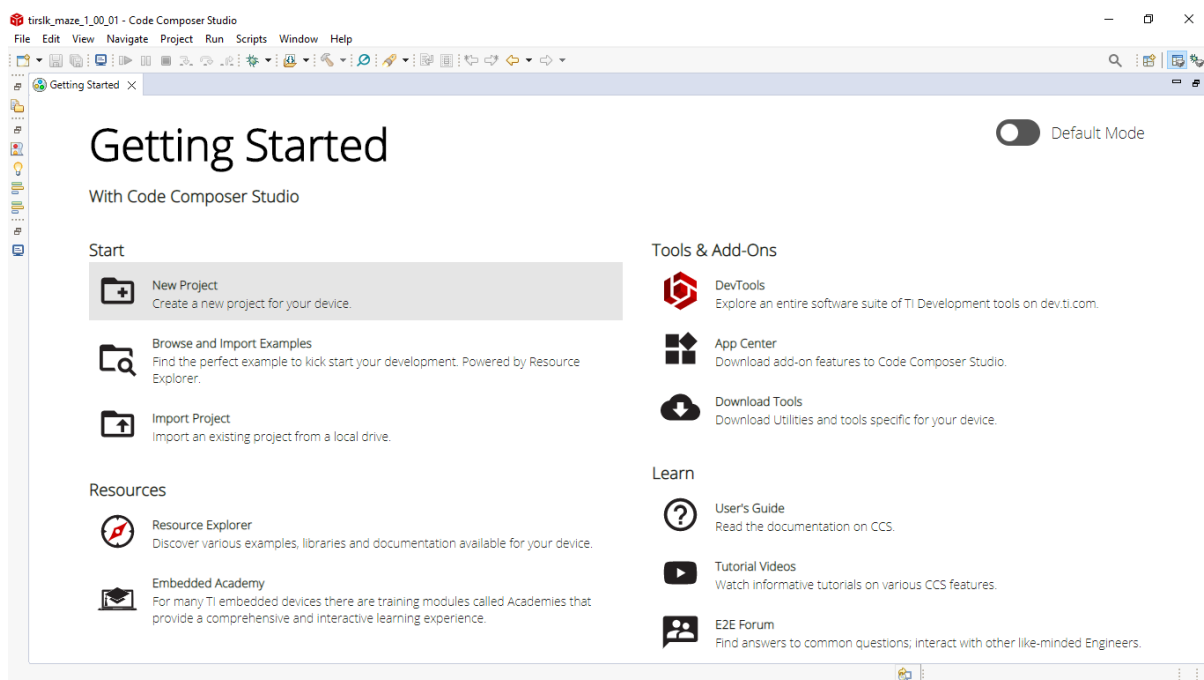 tirslk_maze_1_00_01 - Code Composer Studio
File Edit View Navigate Project Run Scripts Window Help
Getting Started
Getting Started
Default Mode
With Code Composer Studio
Start
New Project
Create a new project for your device.
Browse and Import Examples
Find the perfect example to kick start your development. Powered by Resource
Explorer.
Import Project
Import an existing project from a local drive.
Resources
Resource Explorer
Discover various examples, libraries and documentation available for your device.
Embedded Academy
For many TI embedded devices there are training modules called Academies that
provide a comprehensive and interactive learning experience.
Tools & Add-Ons
DevTools
Explore an entire software suite of TI Development tools on dev.ti.com.
App Center
Download add-on features to Code Composer Studio.
Download Tools
Download Utilities and tools specific for your device.
Learn
User's Guide
Read the documentation on CCS.
Tutorial Videos
Watch informative tutorials on various CCS features.
E2E Forum
Find answers to common questions; interact with other like-minded Engineers.